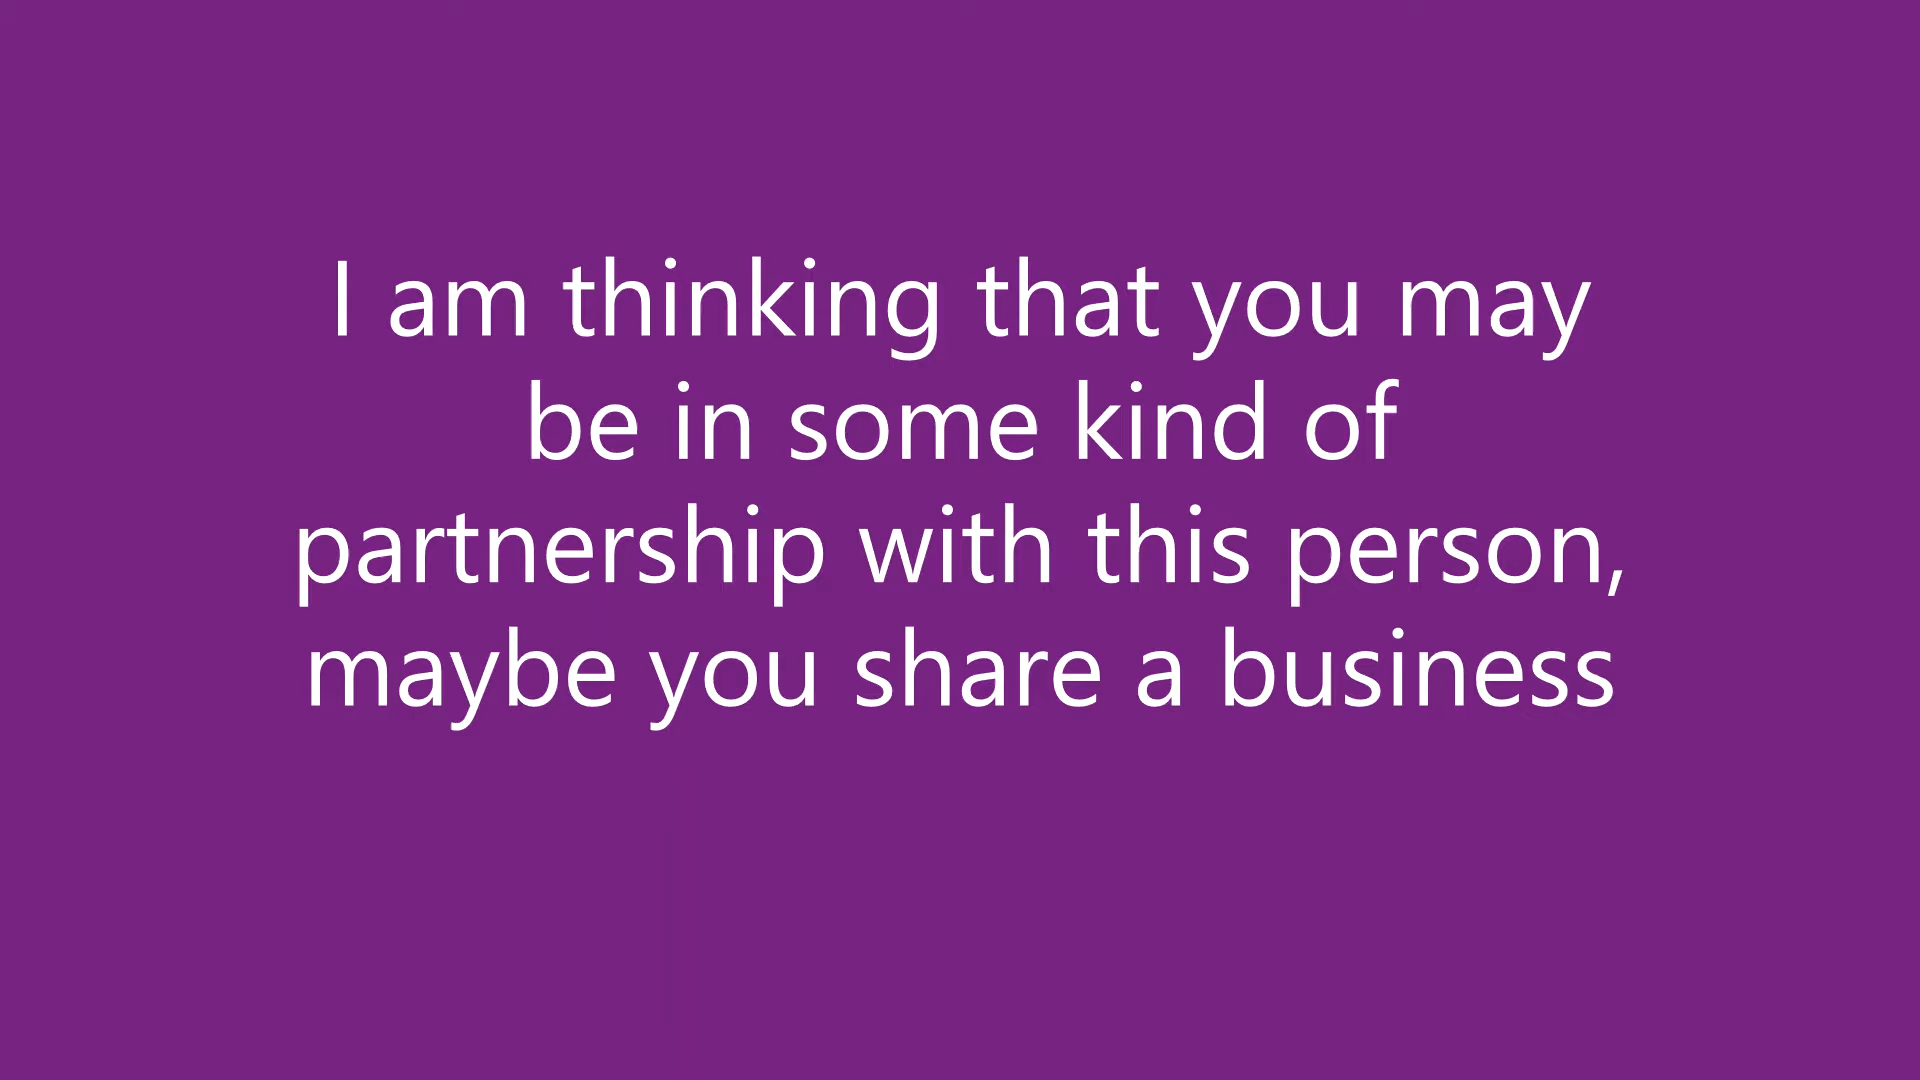 I am thinking that you may
be in some kind of
partnership with this person,
maybe you share a business